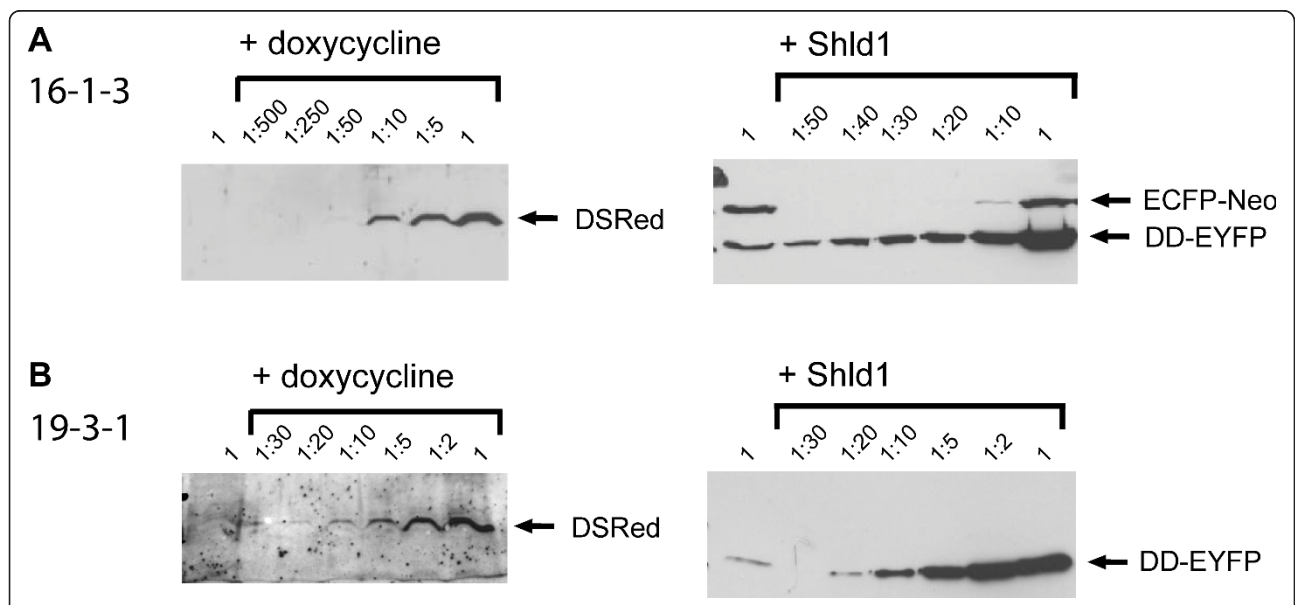 A
16-1-3
+ doxycycline
1 1:500 1:250 1:50 1:10 1:5 1
DSRed
+ Shld1
1 1:50 1:40 1:30 1:20 1:10 1
ECFP-Neo
DD-EYFP
B
19-3-1
+ doxycycline
1 1:30 1:20 1:10 1:5 1:2 1
DSRed
+ Shld1
1 1:30 1:20 1:10 1:5 1:2 1
DD-EYFP